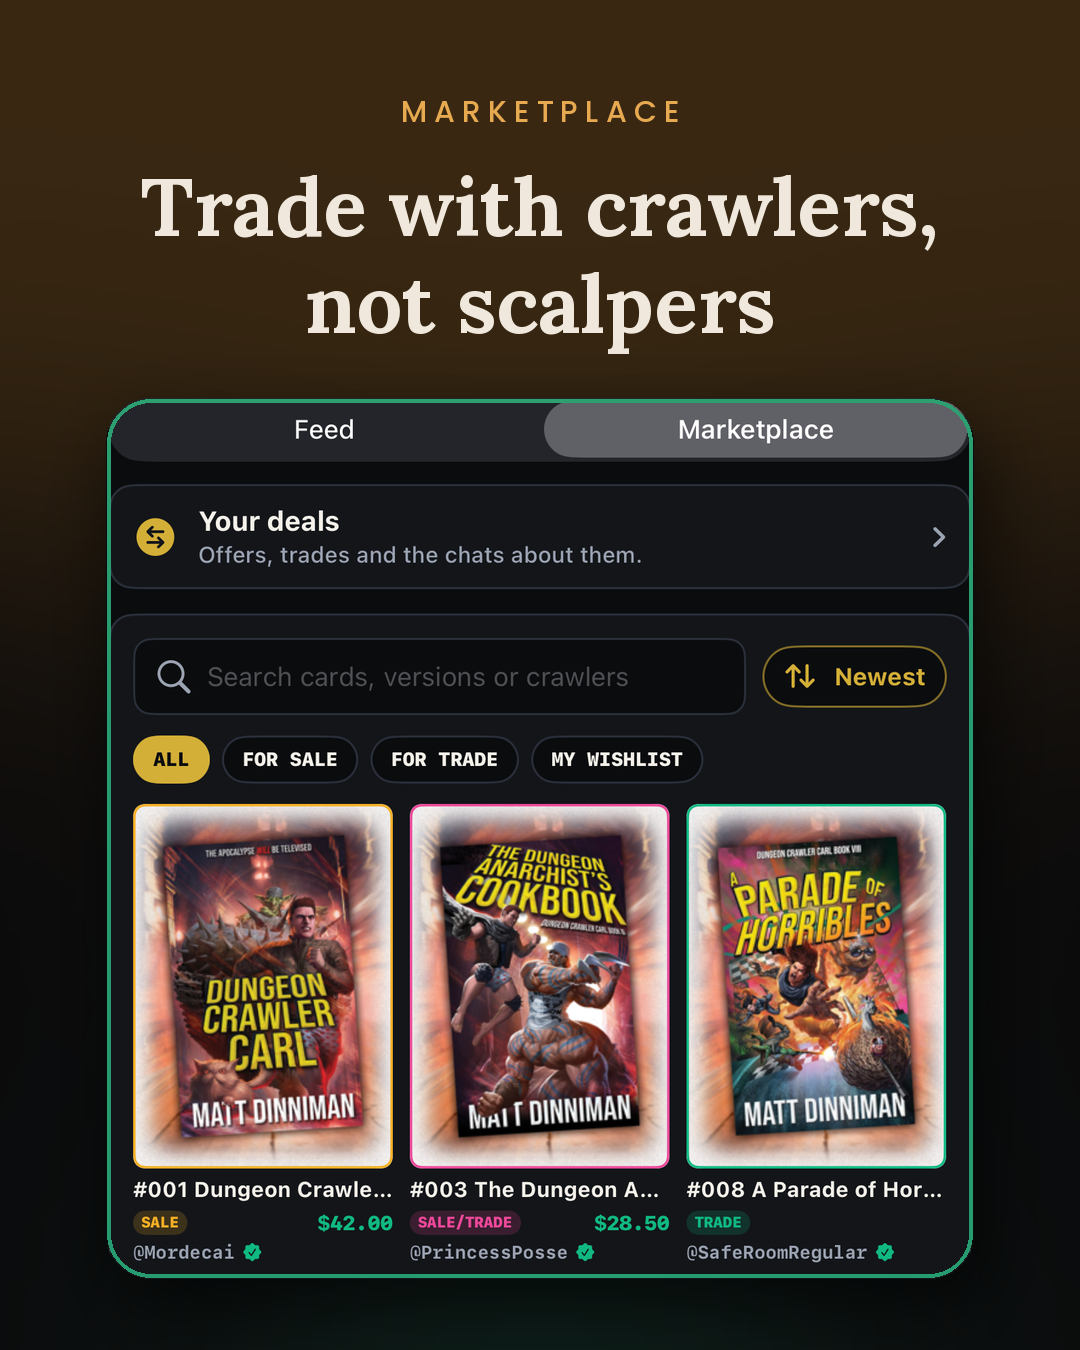 MARKETPLACE
Trade with crawlers,
not scalpers
Feed
Marketplace
Your deals
Offers, trades and the chats about them.
Search cards, versions or crawlers
Newest
ALL
FOR SALE
FOR TRADE
MY WISHLIST
THE APOCALYPSE WILL BE TELEVISED
DUNGEON
CRAWLER
CARL
MATT DINNIMAN
THE DUNGEON
ANARCHIST'S
COOKBOOK
DUNGEON CRAWLER CARL BOOK
MATT DINNIMAN
DUNGEON CRAWLER CARL BOOK VIII
A
PARADE OF
HORRIBLES
MATT DINNIMAN
#001 Dungeon Crawle...
SALE
$42.00
@Mordecai
#003 The Dungeon A...
SALE/TRADE
$28.50
@PrincessPosse
#008 A Parade of Hor...
TRADE
@SafeRoomRegular